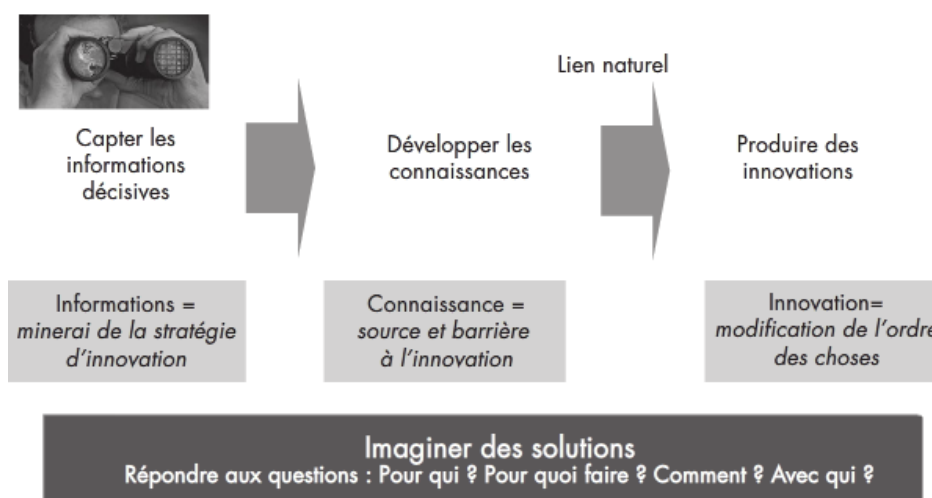 Lien naturel
Capter les
informations
décisives
Développer les
connaissances
Produire des
innovations
Informations =
minerai de la stratégie
d'innovation
Connaissance =
source et barrière
à l'innovation
Innovation=
modification de l'ordre
des choses
Imaginer des solutions
Répondre aux questions : Pour qui ? Pour quoi faire ? Comment ? Avec qui ?